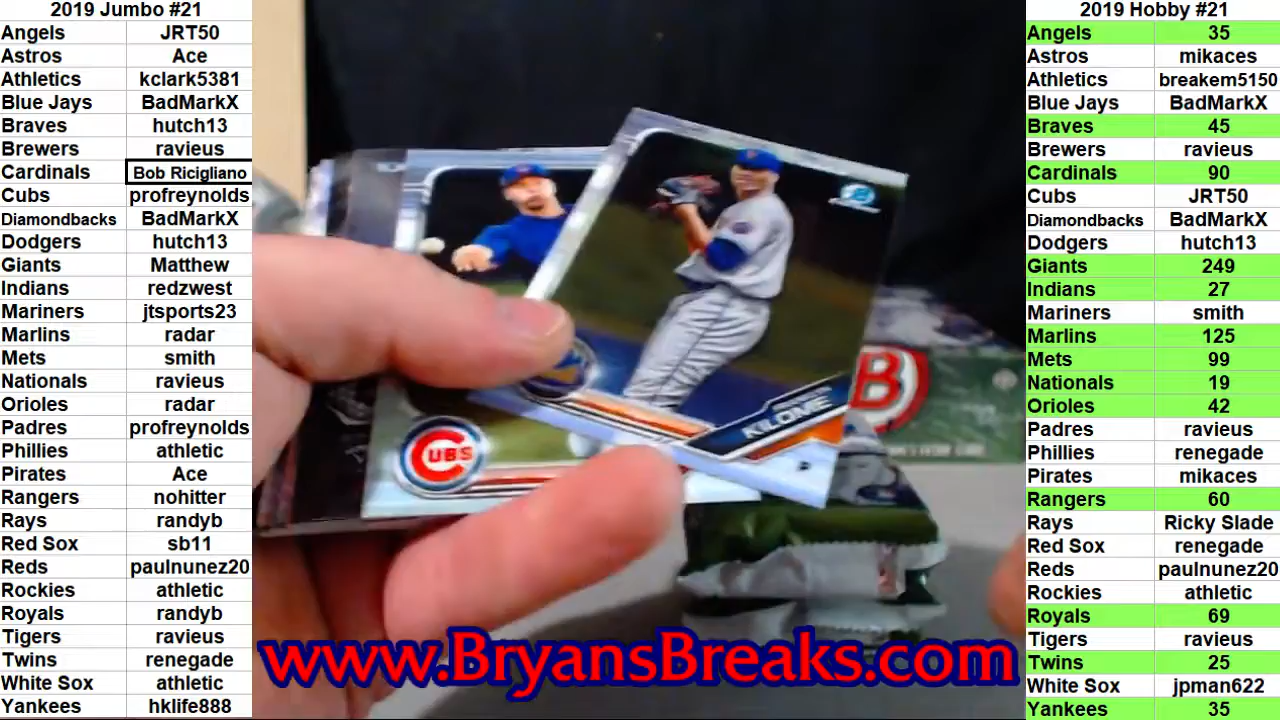 2019 Jumbo #21
Angels JRT50
Astros Ace
Athletics kclark5381
Blue Jays BadMarkX
Braves hutch13
Brewers ravieus
Cardinals Bob Ricigliano
Cubs profreynolds
Diamondbacks BadMarkX
Dodgers hutch13
Giants Matthew
Indians redzwest
Mariners jtsports23
Marlins radar
Mets smith
Nationals ravieus
Orioles radar
Padres profreynolds
Phillies athletic
Pirates Ace
Rangers nohitter
Rays randyb
Red Sox sb11
Reds paulnunez20
Rockies athletic
Royals randyb
Tigers ravieus
Twins renegade
White Sox athletic
Yankees hklife888
KLOME
P
CUBS
B
www.BryansBreaks.com
2019 Hobby #21
Angels 35
Astros mikaces
Athletics breakem5150
Blue Jays BadMarkX
Braves 45
Brewers ravieus
Cardinals 90
Cubs JRT50
Diamondbacks BadMarkX
Dodgers hutch13
Giants 249
Indians 27
Mariners smith
Marlins 125
Mets 99
Nationals 19
Orioles 42
Padres ravieus
Phillies renegade
Pirates mikaces
Rangers 60
Rays Ricky Slade
Red Sox renegade
Reds paulnunez20
Rockies athletic
Royals 69
Tigers ravieus
Twins 25
White Sox jpman622
Yankees 35